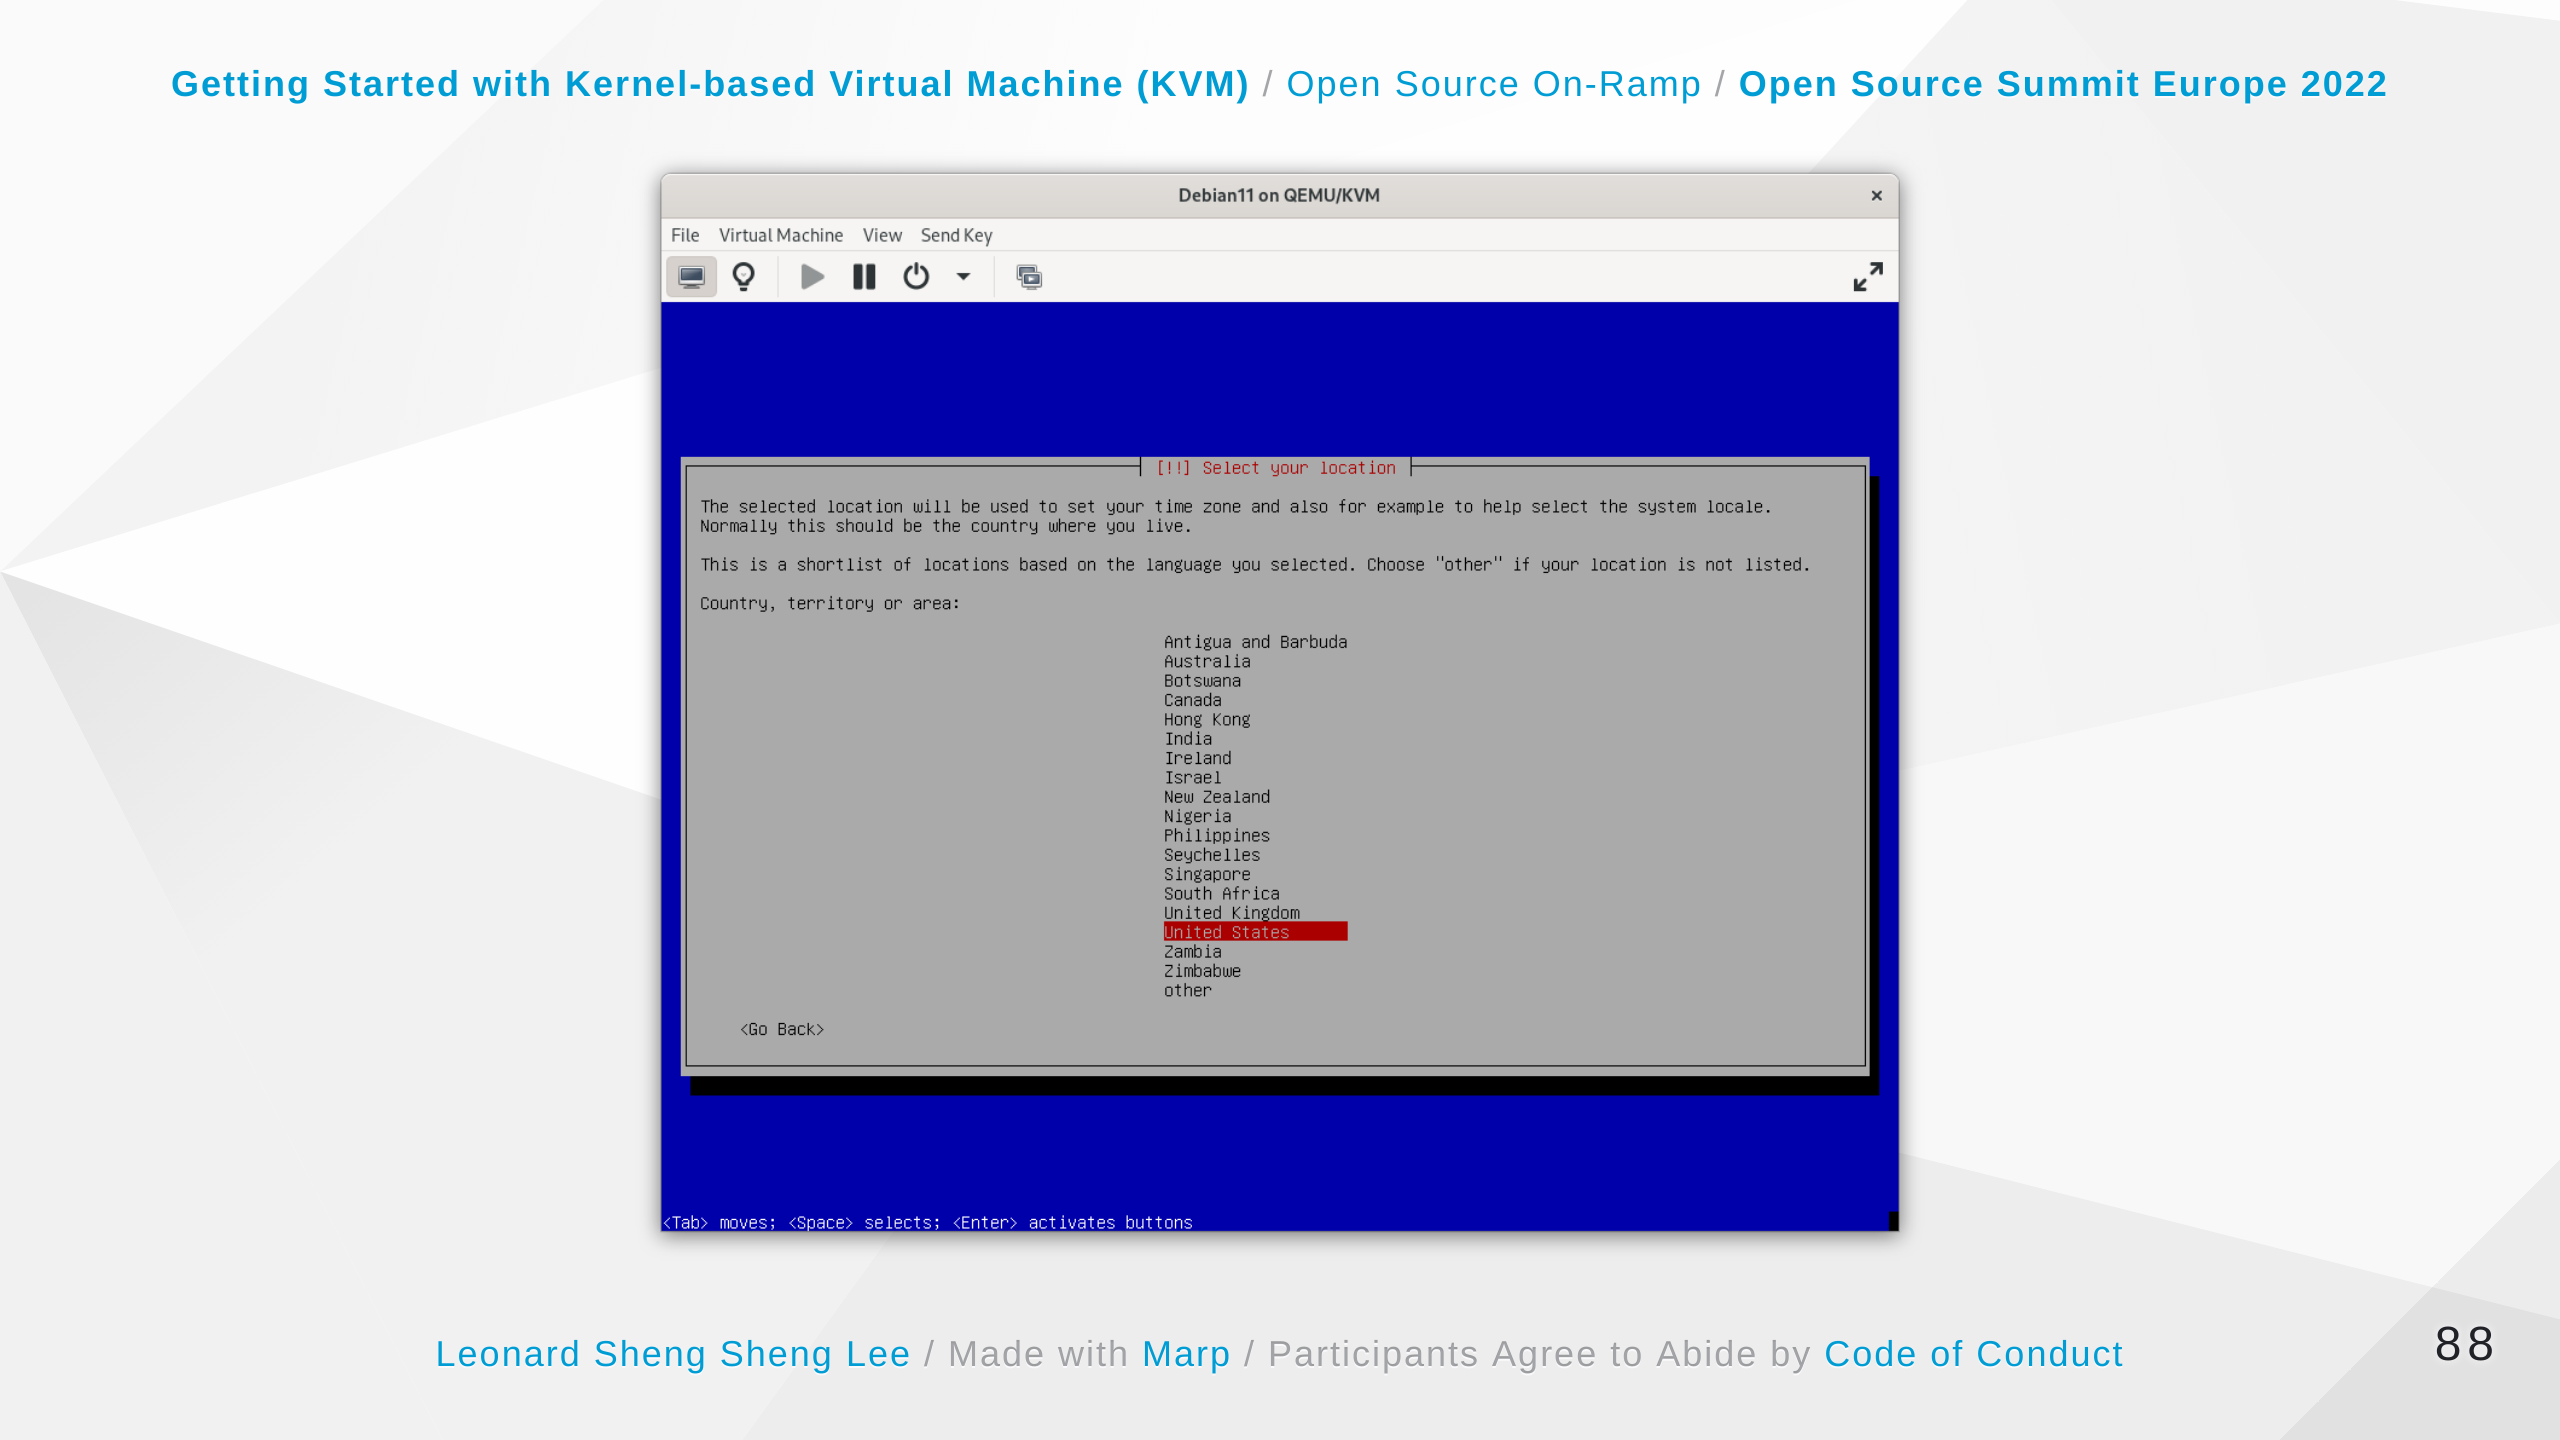 Getting Started with Kernel-based Virtual Machine (KVM) / Open Source On-Ramp / Open Source Summit Europe 2022
Debian11 on QEMU/KVM
File Virtual Machine View Send Key
[!!] Select your location
The selected location will be used to set your time zone and also for example to help select the system locale.
Normally this should be the country where you live.
This is a shortlist of locations based on the language you selected. Choose "other" if your location is not listed.
Country, territory or area:
Antigua and Barbuda
Australia
Botswana
Canada
Hong Kong
India
Ireland
Israel
New Zealand
Nigeria
Philippines
Seychelles
Singapore
South Africa
United Kingdom
United States
Zambia
Zimbabwe
other
<Go Back>
<Tab> moves; <Space> selects; <Enter> activates buttons
Leonard Sheng Sheng Lee / Made with Marp / Participants Agree to Abide by Code of Conduct
88